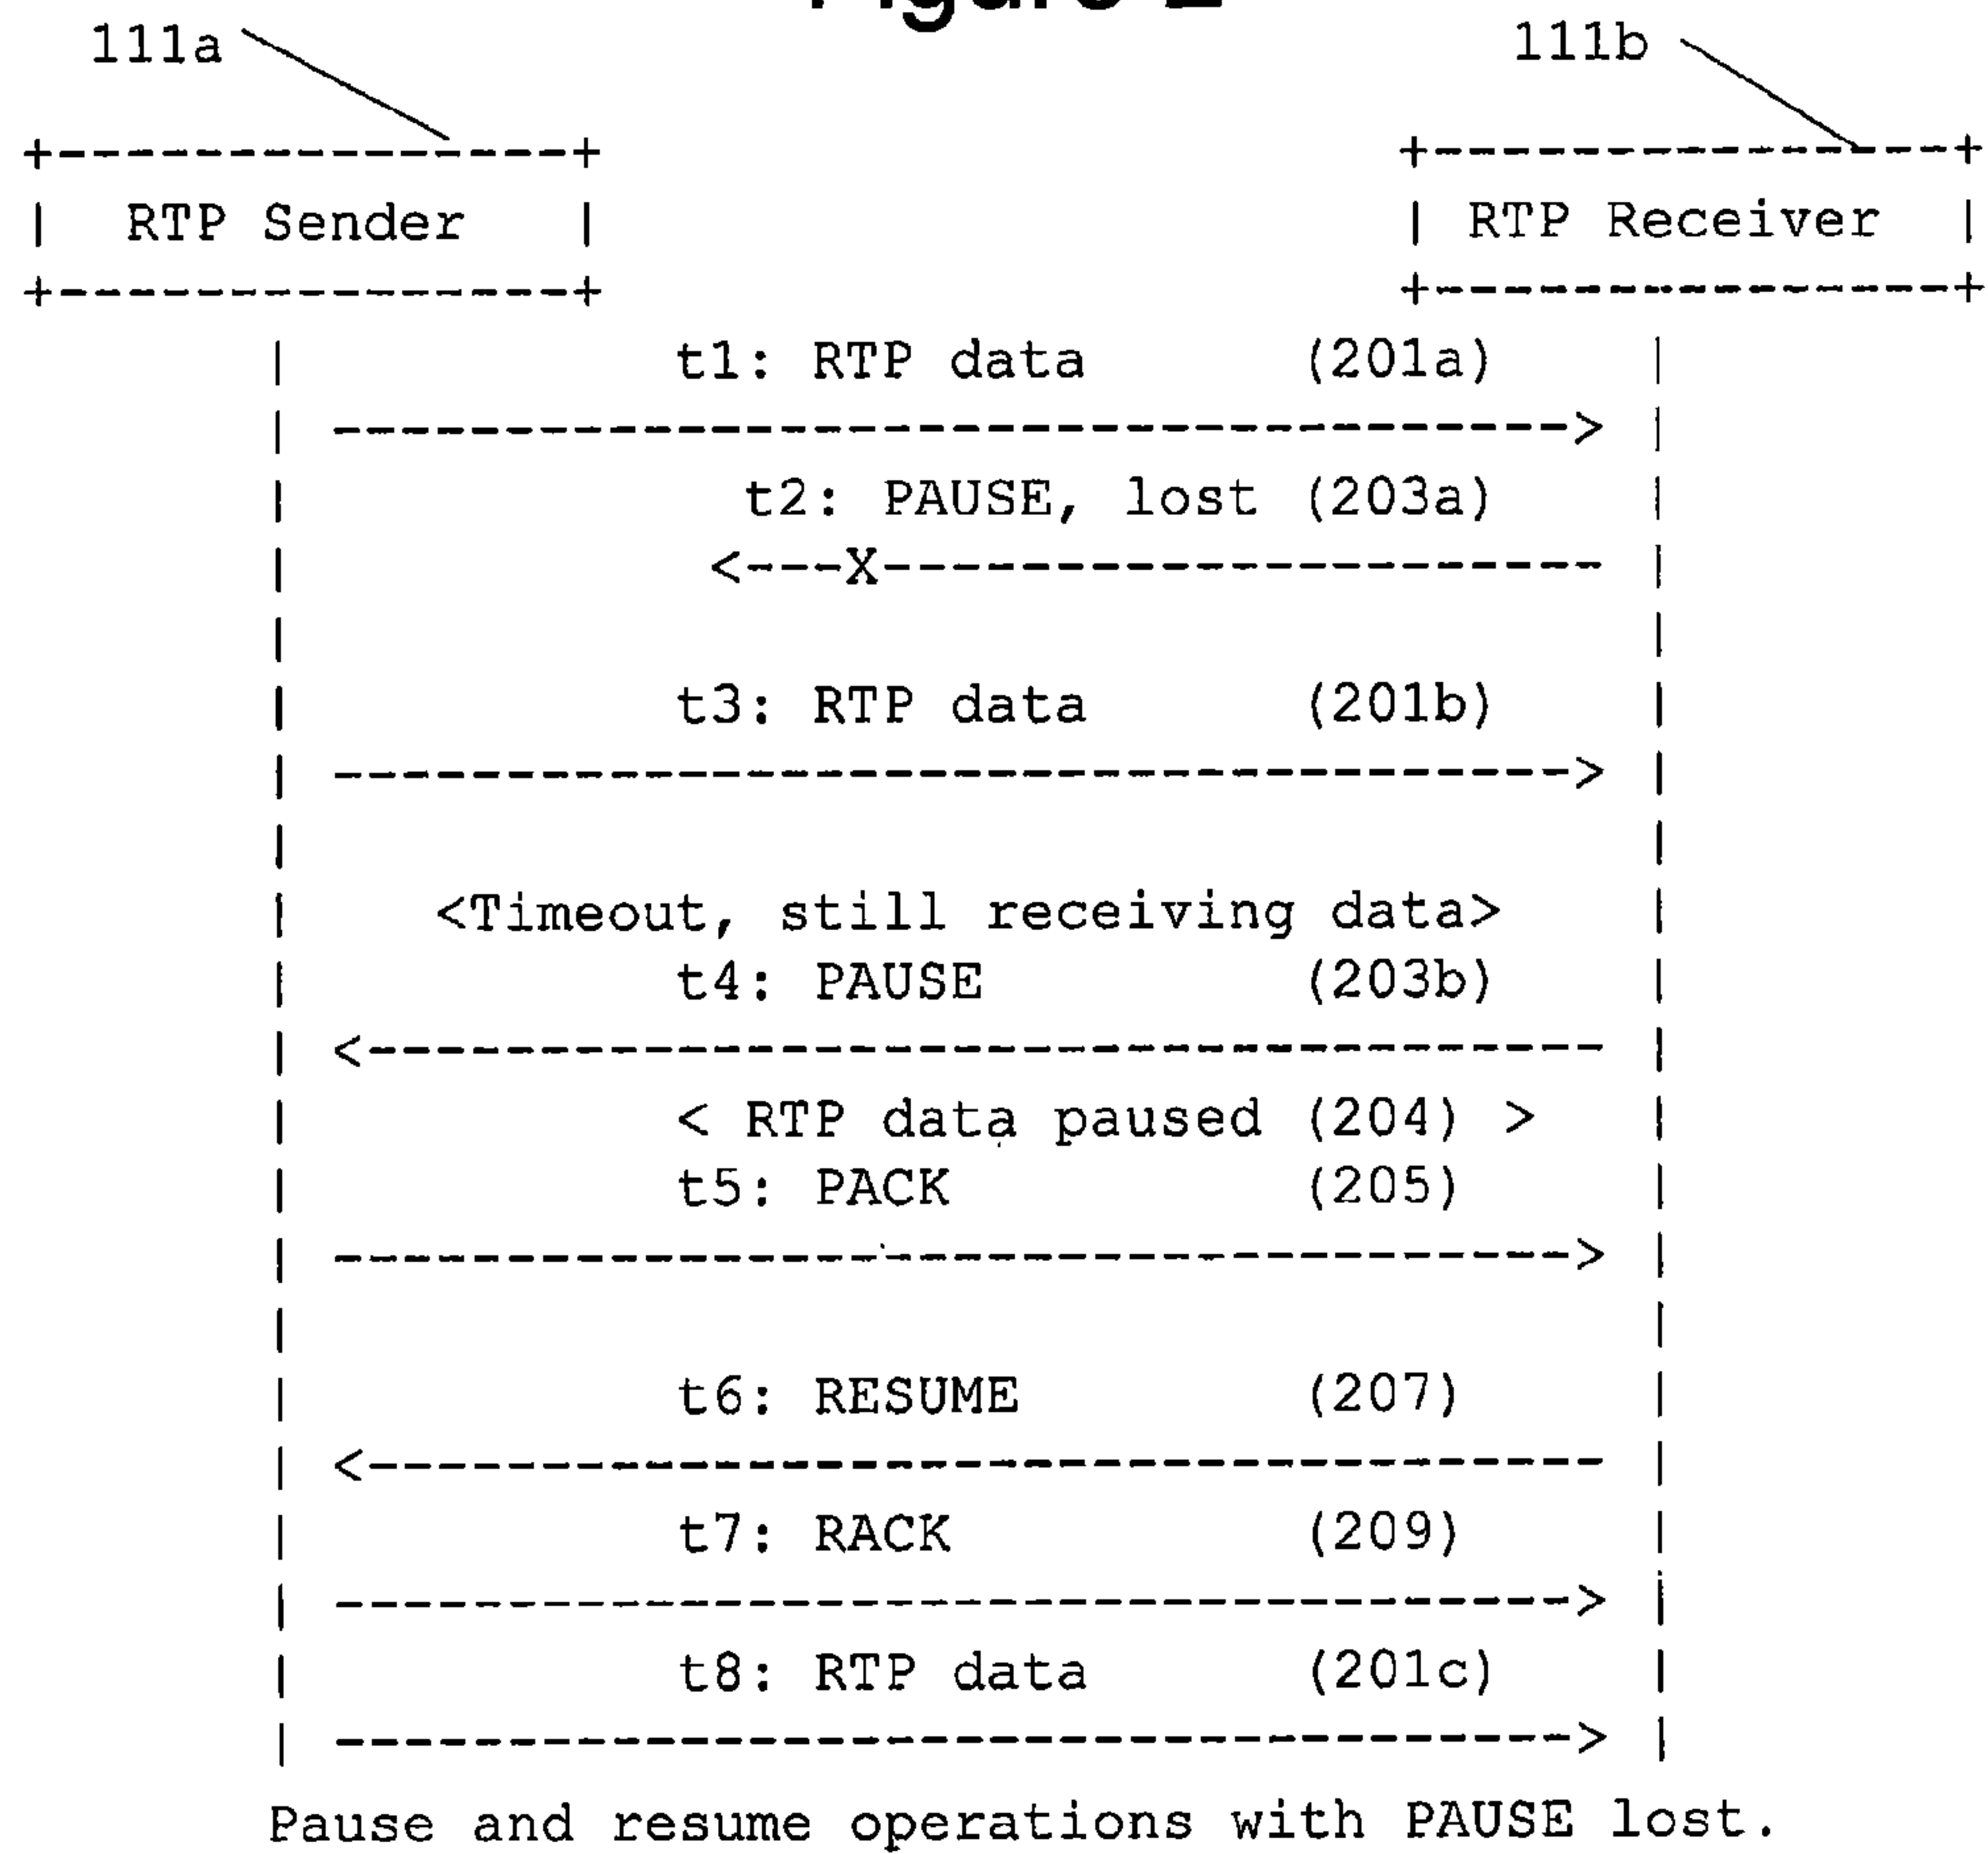 111a 111b
+----------------+ +----------------+
| RTP Sender | | RTP Receiver |
+----------------+ +----------------+
| t1: RTP data (201a) |
| ------------------------------------> |
| t2: PAUSE, lost (203a) |
| <---X--------------------- |
| |
| t3: RTP data (201b) |
| ------------------------------------> |
| |
| <Timeout, still receiving data> |
| t4: PAUSE (203b) |
| <------------------------------------ |
| < RTP data paused (204) > |
| t5: PACK (205) |
| ------------------------------------> |
| |
| t6: RESUME (207) |
| <------------------------------------ |
| t7: RACK (209) |
| ------------------------------------> |
| t8: RTP data (201c) |
| ------------------------------------> |
Pause and resume operations with PAUSE lost.